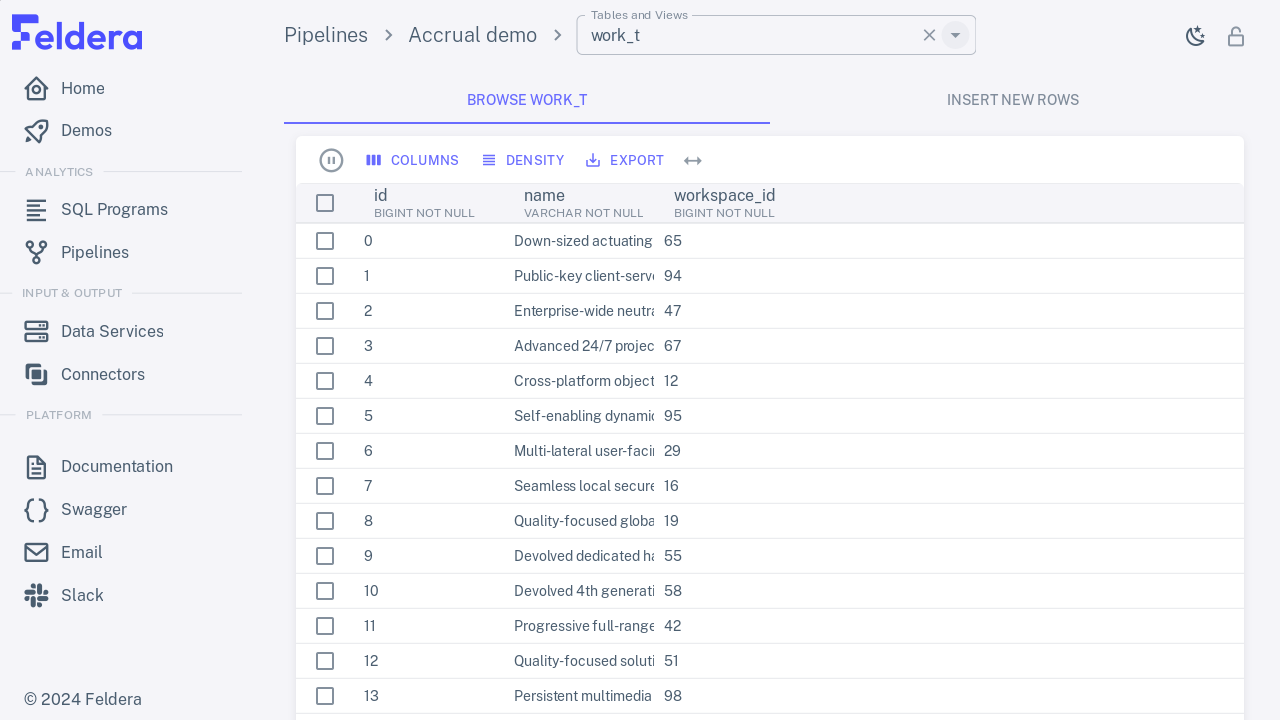 Feldera
Pipelines > Accrual demo >
Tables and Views
work_t
Home
Demos
ANALYTICS
SQL Programs
Pipelines
INPUT & OUTPUT
Data Services
Connectors
PLATFORM
Documentation
Swagger
Email
Slack
© 2024 Feldera
BROWSE WORK_T INSERT NEW ROWS
COLUMNS DENSITY EXPORT
id name workspace_id
BIGINT NOT NULL VARCHAR NOT NULL BIGINT NOT NULL
0 Down-sized actuating 65
1 Public-key client-serv 94
2 Enterprise-wide neutra 47
3 Advanced 24/7 projec 67
4 Cross-platform object 12
5 Self-enabling dynamic 95
6 Multi-lateral user-faci 29
7 Seamless local secure 16
8 Quality-focused globa 19
9 Devolved dedicated ha 55
10 Devolved 4th generati 58
11 Progressive full-range 42
12 Quality-focused soluti 51
13 Persistent multimedia 98